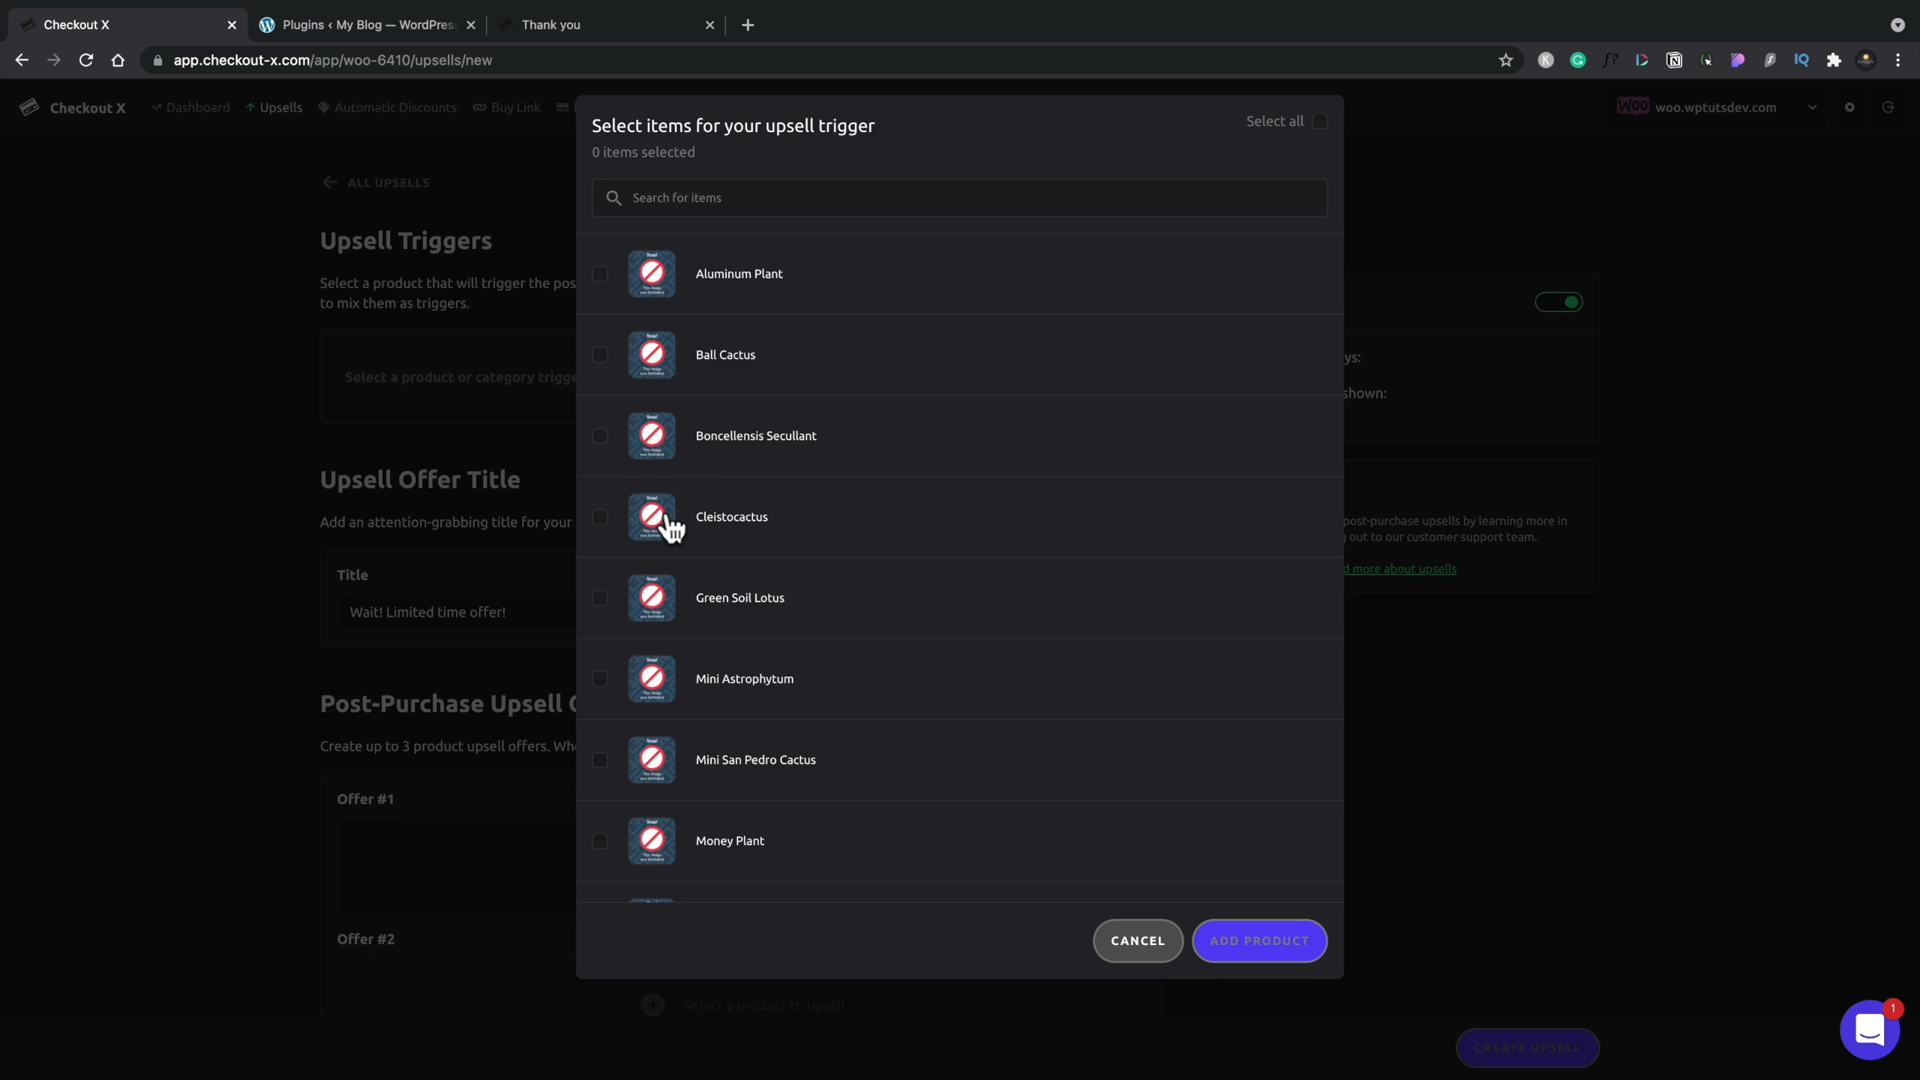 Checkout X
Plugins ‹ My Blog — WordPres
Thank you
app.checkout-x.com/app/woo-6410/upsells/new
Checkout X
Dashboard
Upsells
Automatic Discounts
Buy Link
WOO
woo.wptutsdev.com
ALL UPSELLS
Upsell Triggers
Select a product that will trigger the pos
to mix them as triggers.
Select a product or category trigge
Upsell Offer Title
Add an attention-grabbing title for your
Title
Wait! Limited time offer!
Post-Purchase Upsell
Create up to 3 product upsell offers. Whe
Offer #1
Offer #2
Select a product to upsell
Select items for your upsell trigger
Select all
0 items selected
Search for items
Aluminum Plant
Ball Cactus
Boncellensis Secullant
Cleistocactus
Green Soil Lotus
Mini Astrophytum
Mini San Pedro Cactus
Money Plant
CANCEL
ADD PRODUCT
ys:
shown:
post-purchase upsells by learning more in
out to our customer support team.
d more about upsells
CREATE UPSELL
1